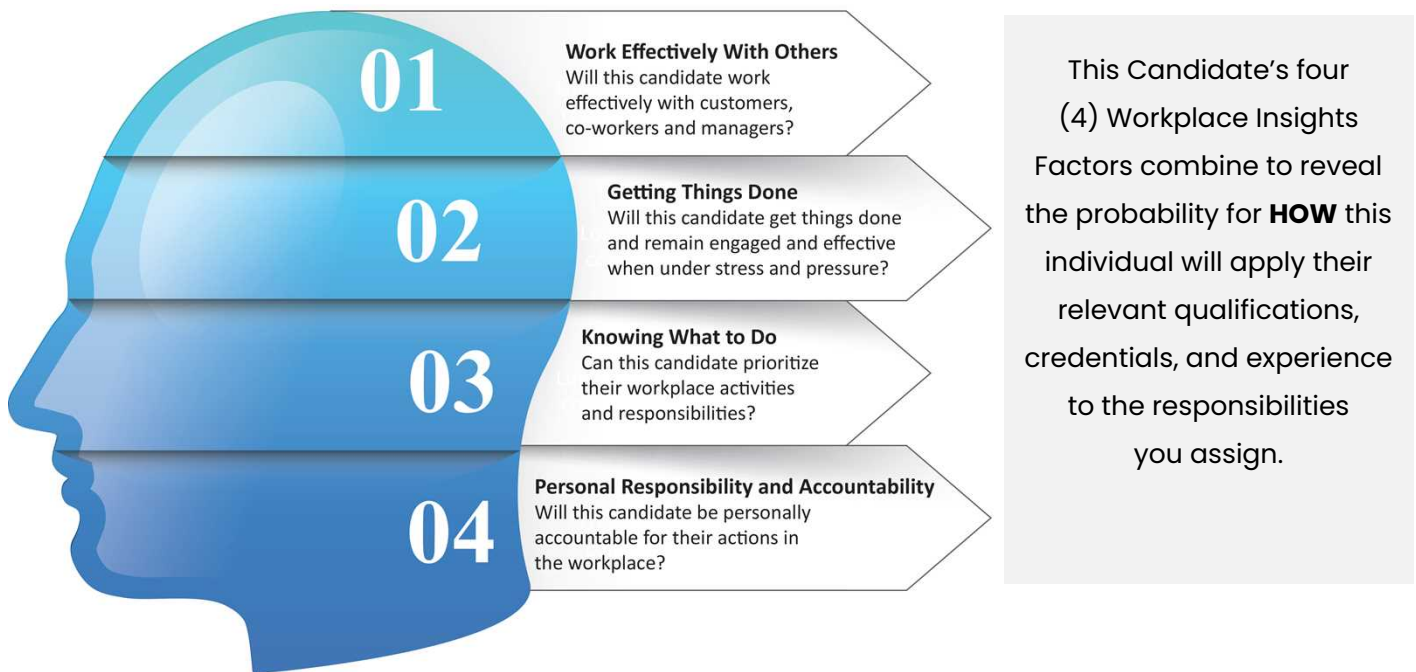 01
Work Effectively With Others
Will this candidate work
effectively with customers,
co-workers and managers?
02
Getting Things Done
Will this candidate get things done
and remain engaged and effective
when under stress and pressure?
03
Knowing What to Do
Can this candidate prioritize
their workplace activities
and responsibilities?
04
Personal Responsibility and Accountability
Will this candidate be personally
accountable for their actions in
the workplace?
This Candidate’s four
(4) Workplace Insights
Factors combine to reveal
the probability for HOW this
individual will apply their
relevant qualifications,
credentials, and experience
to the responsibilities
you assign.